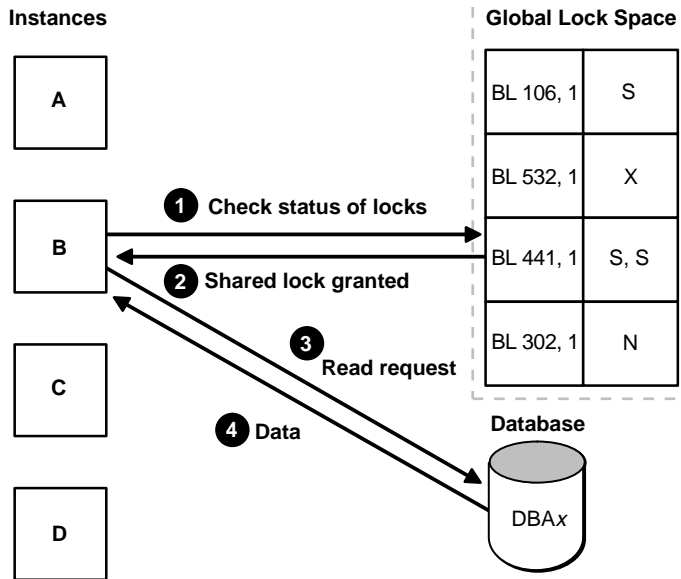 Instances
Global Lock Space
A
BL 106, 1 S
BL 532, 1 X
1 Check status of locks
B
BL 441, 1 S, S
2 Shared lock granted
BL 302, 1 N
3 Read request
C
4 Data
Database
DBAx
D